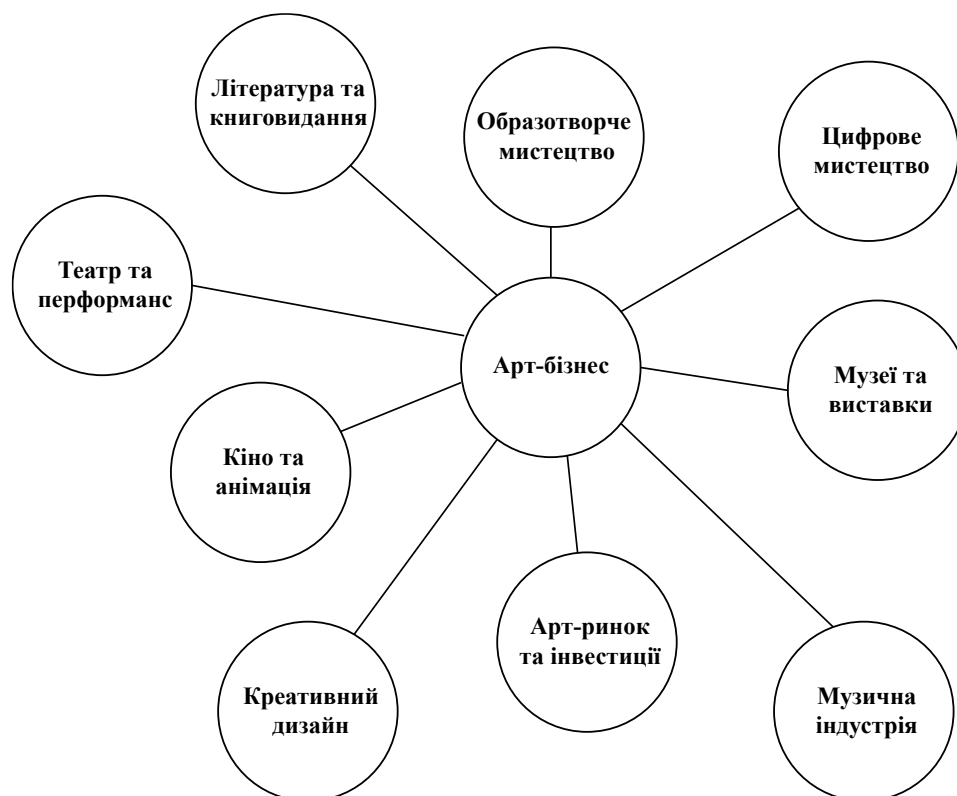 Література та
книговидання
Образотворче
мистецтво
Цифрове
мистецтво
Театр та
перформанс
Арт-бізнес
Музеї та
виставки
Кіно та
анімація
Арт-ринок
та інвестиції
Креативний
дизайн
Музична
індустрія